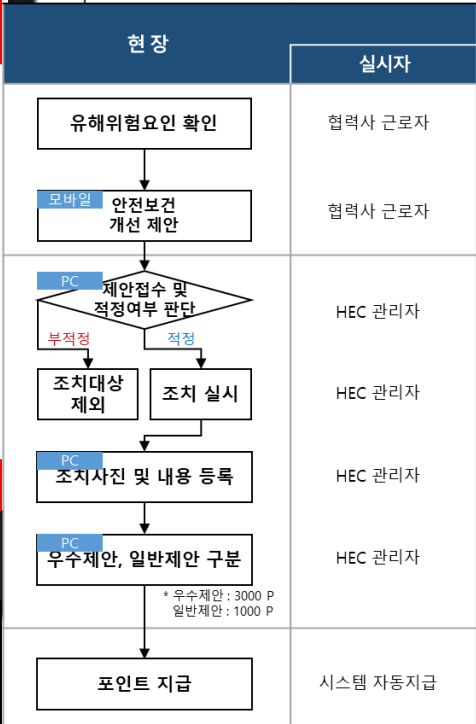 현 장
실시자
유해위험요인 확인
협력사 근로자
모바일
안전보건
개선 제안
협력사 근로자
PC
제안접수 및
적정여부 판단
HEC 관리자
부적정
적정
조치대상
제외
조치 실시
HEC 관리자
PC
조치사진 및 내용 등록
HEC 관리자
PC
우수제안, 일반제안 구분
HEC 관리자
* 우수제안 : 3000 P
일반제안 : 1000 P
포인트 지급
시스템 자동지급